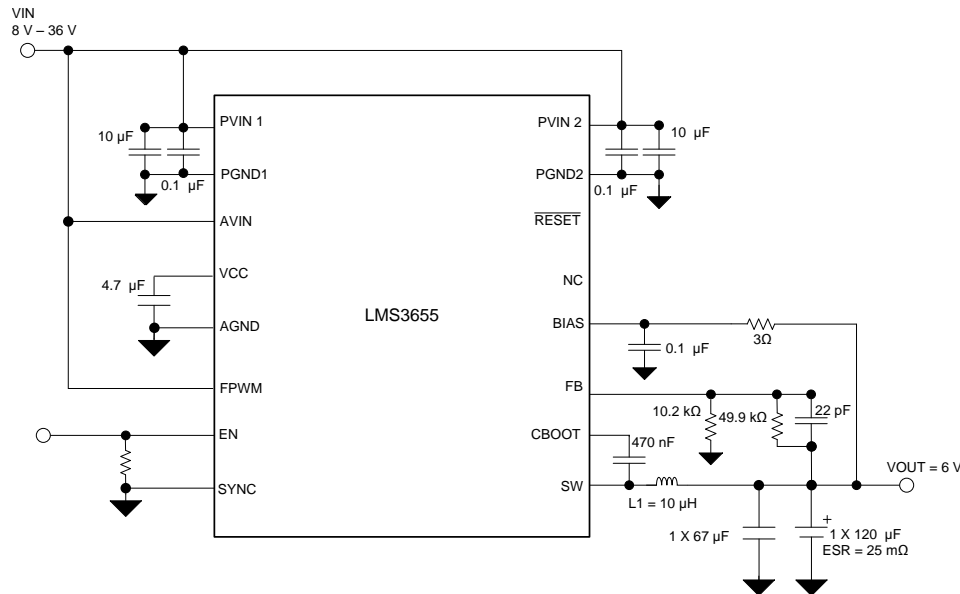 VIN
8 V – 36 V
PVIN 1
PVIN 2
10 µF
0.1 µF
10 µF
0.1 µF
PGND1
PGND2
AVIN
RESET
VCC
NC
4.7 µF
LMS3655
AGND
BIAS
3Ω
0.1 µF
FPWM
FB
10.2 kΩ
49.9 kΩ
22 pF
EN
CBOOT
470 nF
VOUT = 6 V
SYNC
SW
L1 = 10 µH
1 X 67 µF
+
1 X 120 µF
ESR = 25 mΩ